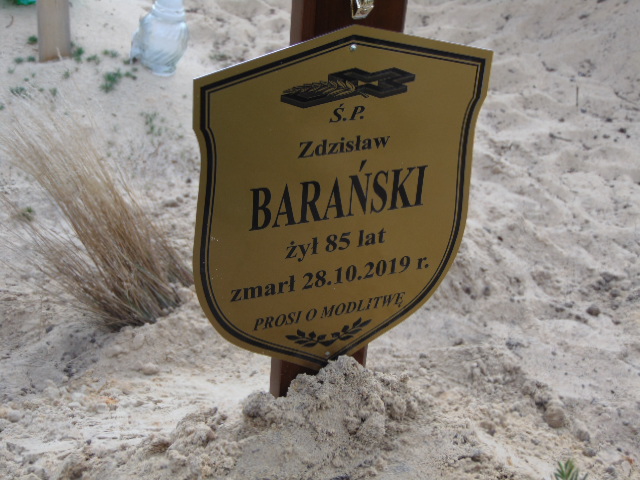 Ś.P.
Zdzisław
BARAŃSKI
żył 85 lat
zmarł 28.10.2019 r.
PROSI O MODLITWĘ